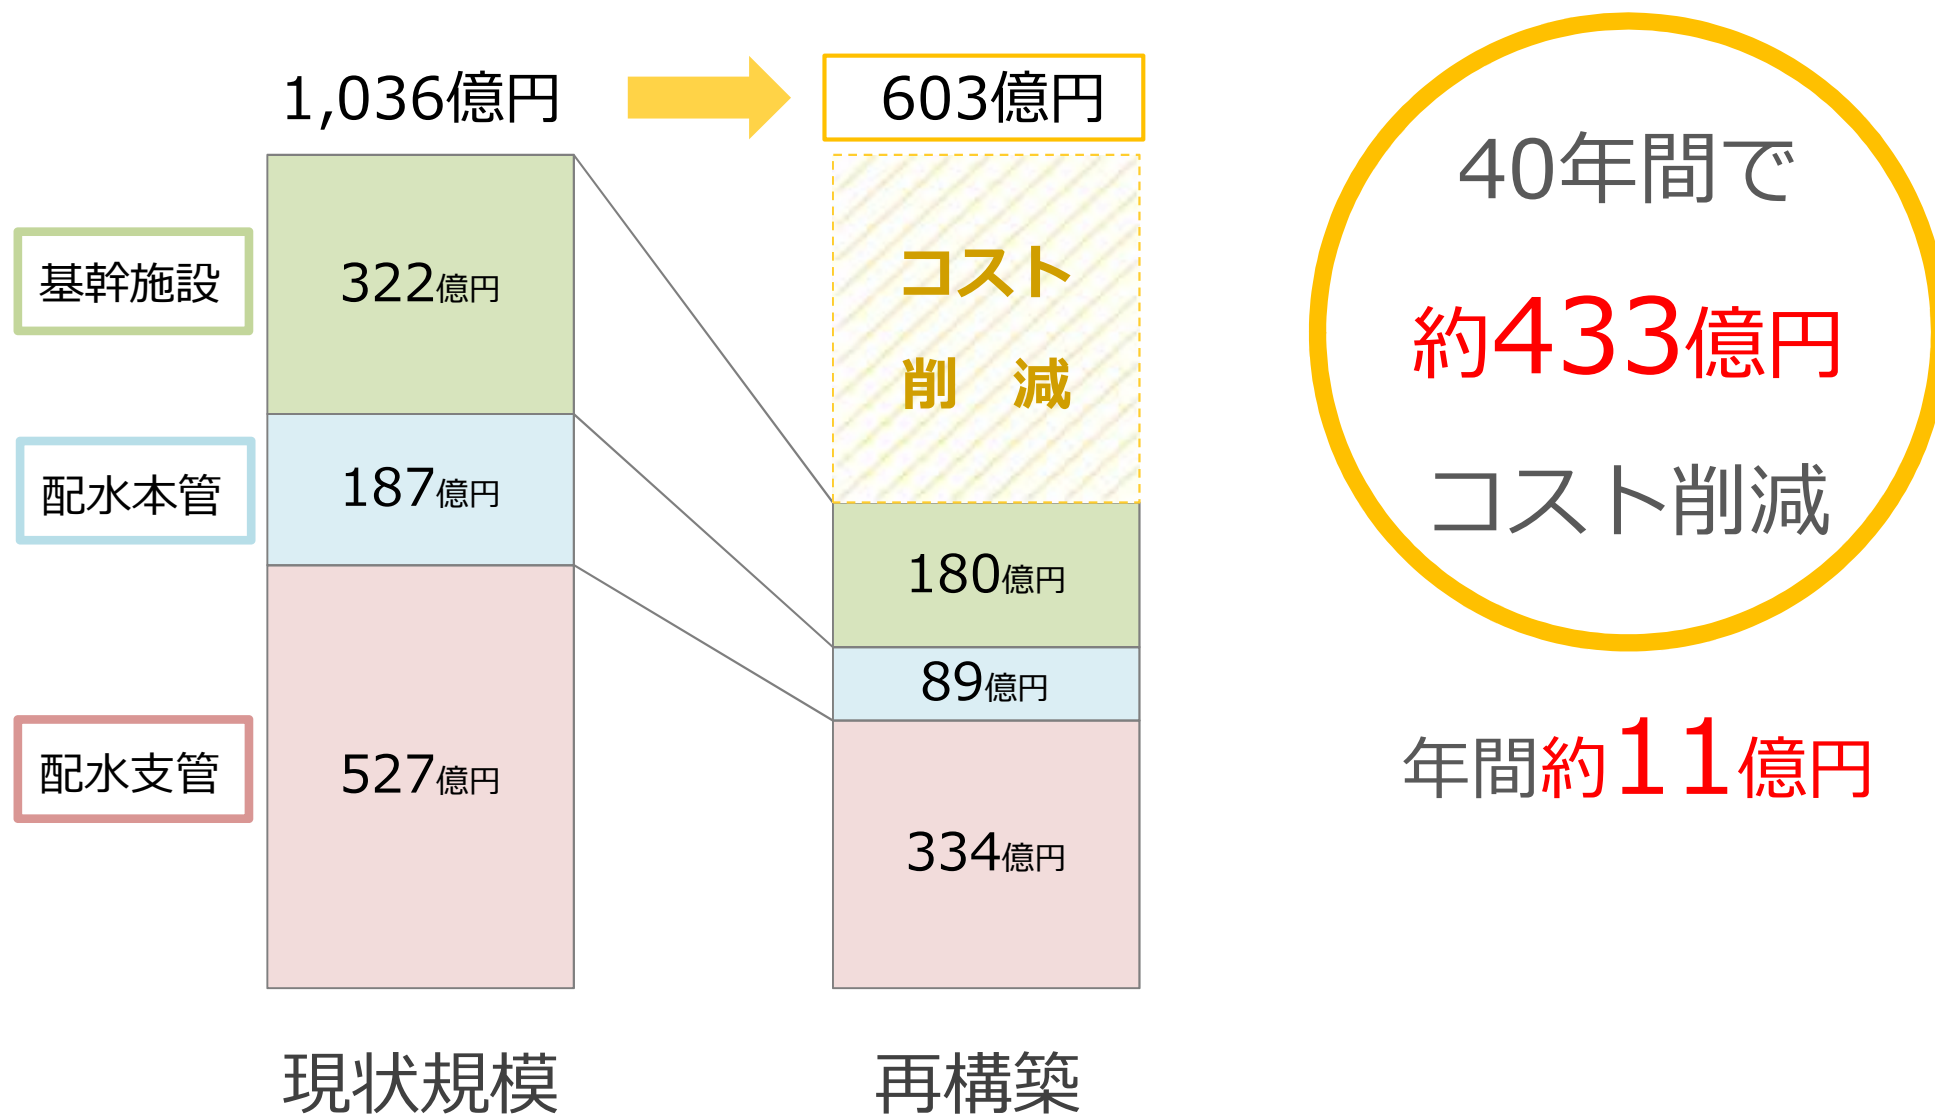 1,036億円
603億円
基幹施設
322億円
配水本管
187億円
配水支管
527億円
コスト
削　減
180億円
89億円
334億円
現状規模
再構築
40年間で
約433億円
コスト削減
年間約11億円